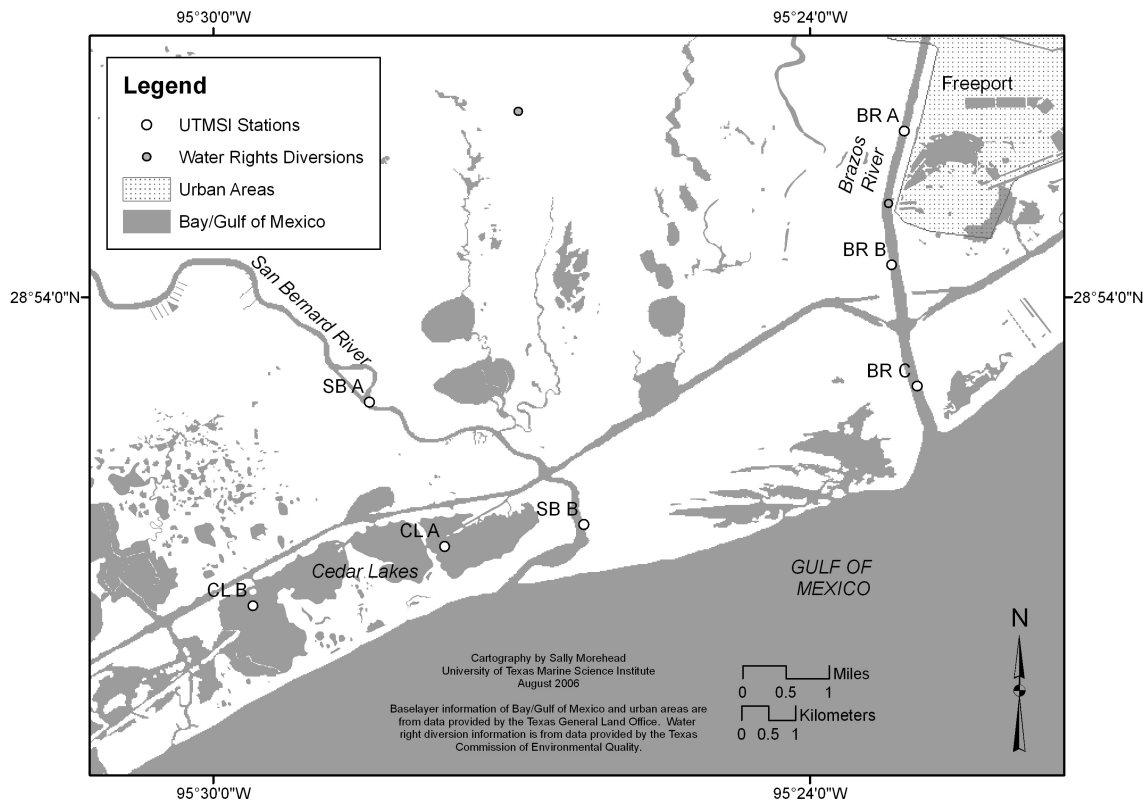 95°30'0"W
95°24'0"W
Legend
UTMSI Stations
Water Rights Diversions
Urban Areas
Bay/Gulf of Mexico
Freeport
BR A
Brazos
River
BR B
San Bernard River
28°54'0"N
28°54'0"N
BR C
SB A
SB B
CL A
Cedar Lakes
CL B
GULF OF
MEXICO
N
Cartography by Sally Morehead
University of Texas Marine Science Institute
August 2006
Miles
0 0.5 1
Kilometers
0 0.5 1
Baselayer information of Bay/Gulf of Mexico and urban areas are
from data provided by the Texas General Land Office. Water
right diversion information is from data provided by the Texas
Commission of Environmental Quality.
95°30'0"W
95°24'0"W